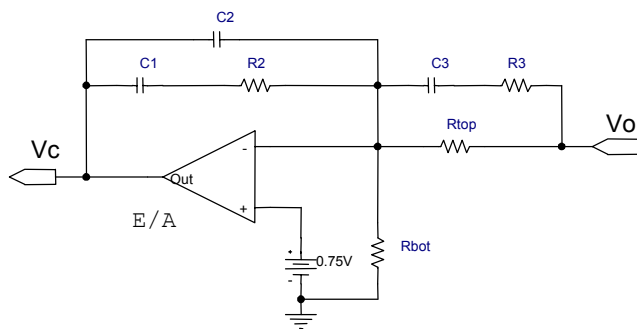 C2
C1 R2 C3 R3
Rtop
Vo
Vc
-
Out
E/A
+
Rbot
+
0.75V
-